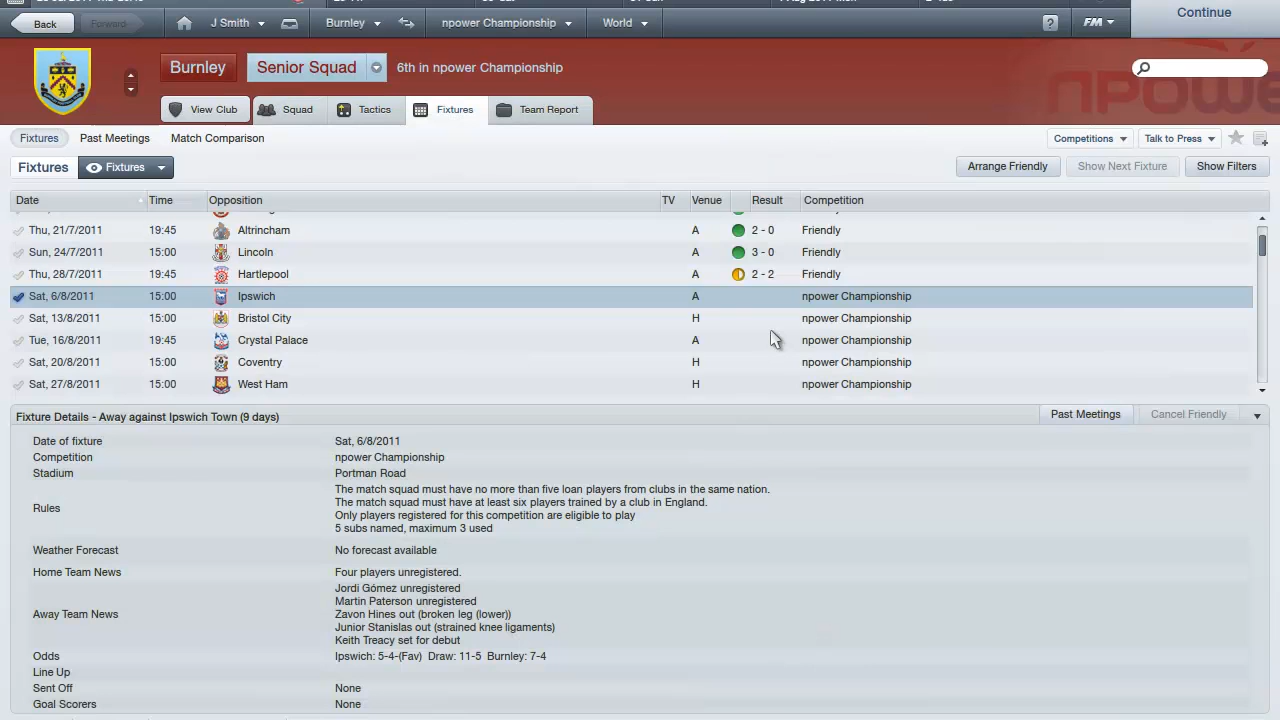 Back
Forward
J Smith
Burnley
npower Championship
World
?
FM
Continue
Burnley
Senior Squad
6th in npower Championship
NPOWE
View Club
Squad
Tactics
Fixtures
Team Report
Fixtures
Past Meetings
Match Comparison
Competitions
Talk to Press
Fixtures
Fixtures
Arrange Friendly
Show Next Fixture
Show Filters
Date Time Opposition TV Venue Result Competition
Thu, 21/7/2011 19:45 Altrincham A 2 - 0 Friendly
Sun, 24/7/2011 15:00 Lincoln A 3 - 0 Friendly
Thu, 28/7/2011 19:45 Hartlepool A 2 - 2 Friendly
Sat, 6/8/2011 15:00 Ipswich A npower Championship
Sat, 13/8/2011 15:00 Bristol City H npower Championship
Tue, 16/8/2011 19:45 Crystal Palace A npower Championship
Sat, 20/8/2011 15:00 Coventry H npower Championship
Sat, 27/8/2011 15:00 West Ham H npower Championship
Fixture Details - Away against Ipswich Town (9 days)
Past Meetings
Cancel Friendly
Date of fixture Sat, 6/8/2011
Competition npower Championship
Stadium Portman Road
Rules
The match squad must have no more than five loan players from clubs in the same nation.
The match squad must have at least six players trained by a club in England.
Only players registered for this competition are eligible to play
5 subs named, maximum 3 used
Weather Forecast No forecast available
Home Team News Four players unregistered.
Away Team News
Jordi Gómez unregistered
Martin Paterson unregistered
Zavon Hines out (broken leg (lower))
Junior Stanislas out (strained knee ligaments)
Keith Treacy set for debut
Odds Ipswich: 5-4-(Fav) Draw: 11-5 Burnley: 7-4
Line Up
Sent Off None
Goal Scorers None